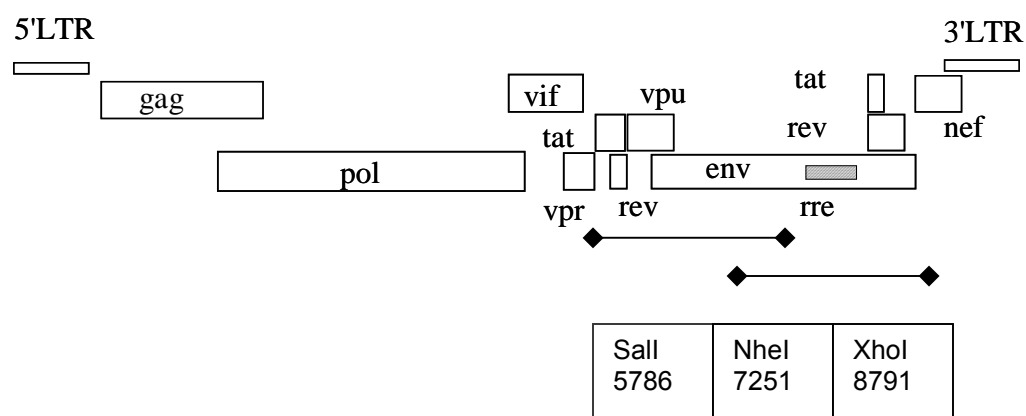 5'LTR
3'LTR
gag
vif
vpu
tat
tat
rev
nef
pol
env
vpr
rev
rre
SalI
5786
NheI
7251
XhoI
8791